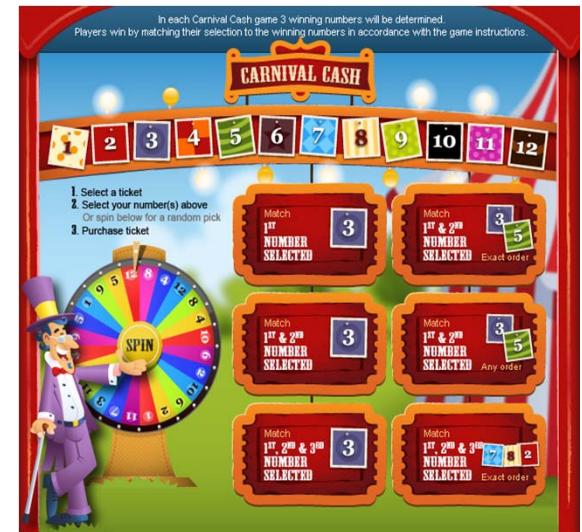 In each Carnival Cash game 3 winning numbers will be determined.
Players win by matching their selection to the winning numbers in accordance with the game instructions.
CARNIVAL CASH
1 2 3 4 5 6 7 8 9 10 11 12
1. Select a ticket
2. Select your number(s) above
Or spin below for a random pick
3. Purchase ticket
SPIN
Match
1ST
NUMBER
SELECTED
3
Match
1ST & 2ND
NUMBER
SELECTED
3
5
Exact order
Match
1ST & 2ND
NUMBER
SELECTED
3
Match
1ST & 2ND
NUMBER
SELECTED
3
5
Any order
Match
1ST, 2ND & 3RD
NUMBER
SELECTED
3
Match
1ST, 2ND & 3RD
NUMBER
SELECTED
7 8 2
Exact order